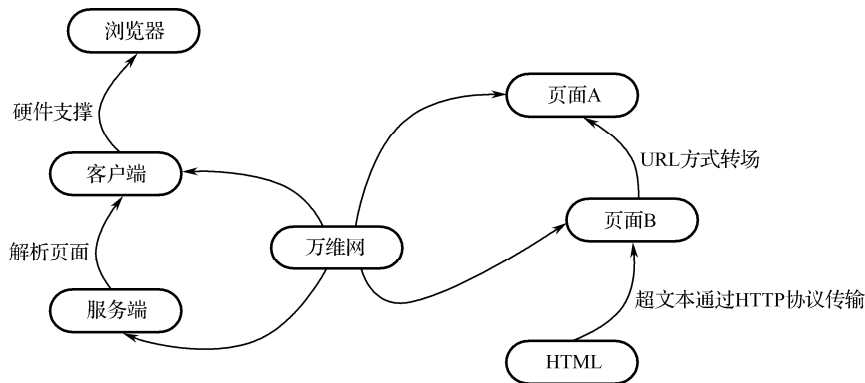 浏览器
硬件支撑
客户端
解析页面
服务端
万维网
页面A
URL方式转场
页面B
超文本通过HTTP协议传输
HTML